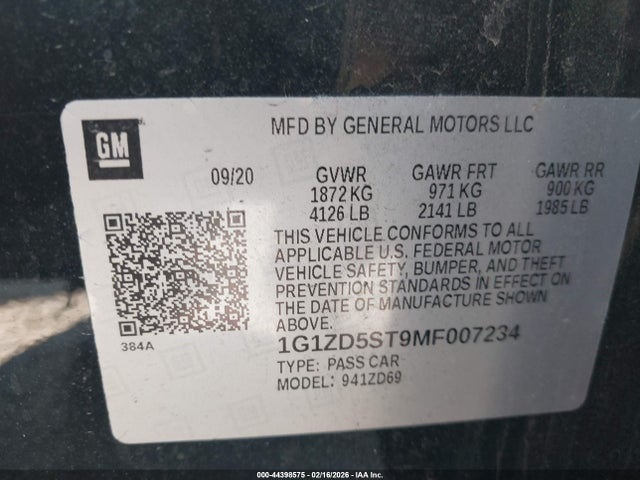 GM
MFD BY GENERAL MOTORS LLC
09/20 GVWR GAWR FRT GAWR RR
1872 KG 971 KG 900 KG
4126 LB 2141 LB 1985 LB
THIS VEHICLE CONFORMS TO ALL
APPLICABLE U.S. FEDERAL MOTOR
VEHICLE SAFETY, BUMPER, AND THEFT
PREVENTION STANDARDS IN EFFECT ON
THE DATE OF MANUFACTURE SHOWN
ABOVE.
384A
1G1ZD5ST9MF007234
TYPE: PASS CAR
MODEL: 941ZD69
000-44398575 - 02/16/2026 - IAA Inc.